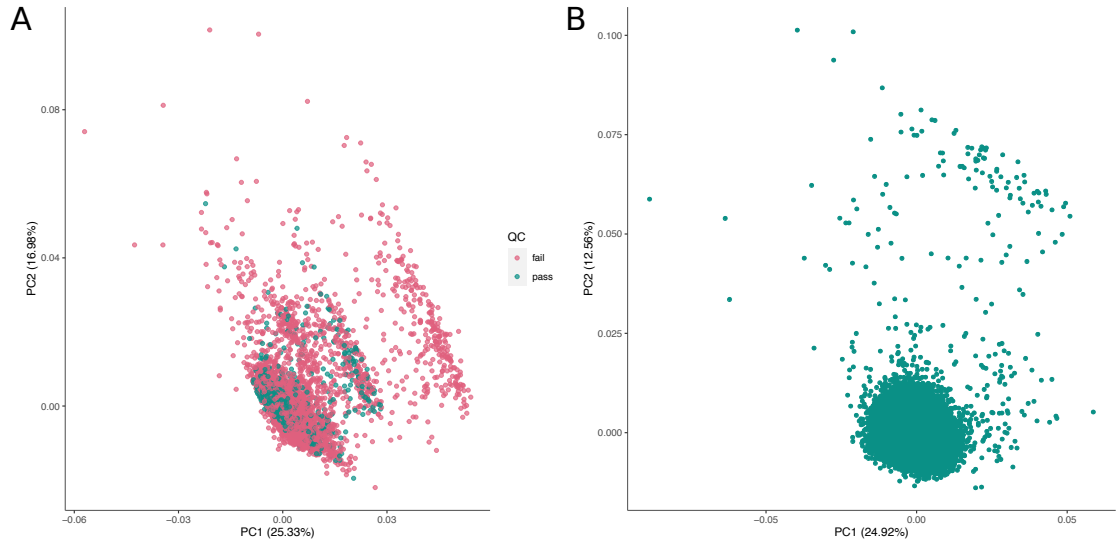 A
PC2 (16.98%)
0.08
0.04
0.00
−0.06
−0.03
0.00
0.03
PC1 (25.33%)
QC
fail
pass
B
PC2 (12.56%)
0.100
0.075
0.050
0.025
0.000
−0.05
0.00
0.05
PC1 (24.92%)